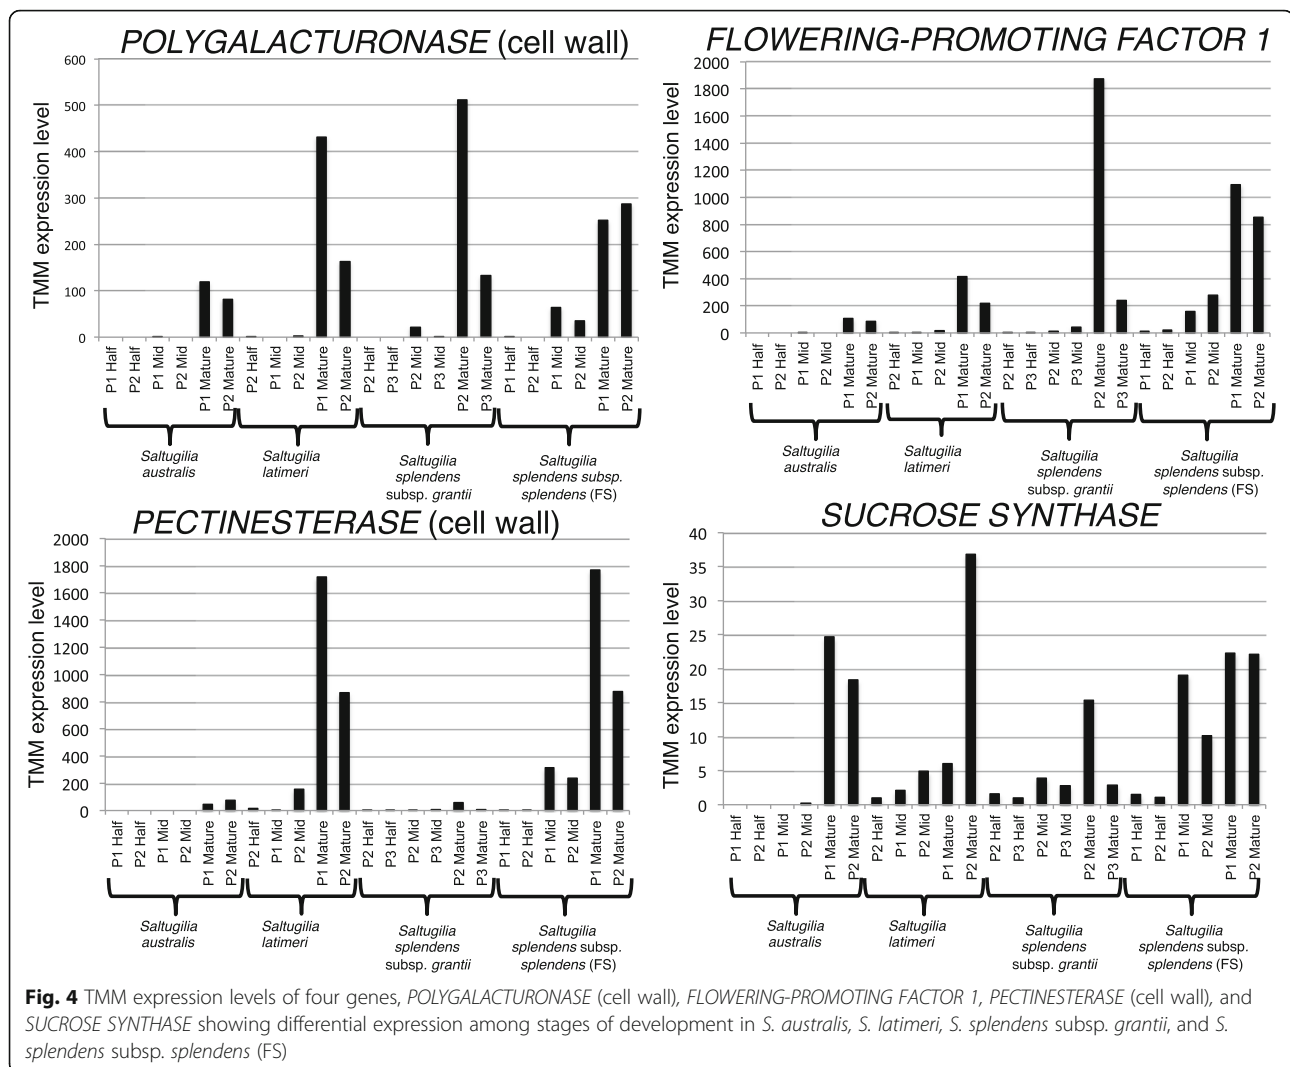 POLYGALACTURONASE (cell wall)
TMM expression level
600
500
400
300
200
100
0
P1 Half
P2 Half
P1 Mid
P2 Mid
P1 Mature
P2 Mature
P2 Half
P1 Mid
P2 Mid
P1 Mature
P2 Mature
P2 Half
P3 Half
P2 Mid
P3 Mid
P2 Mature
P3 Mature
P1 Half
P2 Half
P1 Mid
P2 Mid
P1 Mature
P2 Mature
Saltugilia
australis
Saltugilia
latimeri
Saltugilia
splendens
subsp. grantii
Saltugilia
splendens subsp.
splendens (FS)
FLOWERING-PROMOTING FACTOR 1
TMM expression level
2000
1800
1600
1400
1200
1000
800
600
400
200
0
P1 Half
P2 Half
P1 Mid
P2 Mid
P1 Mature
P2 Mature
P2 Half
P1 Mid
P2 Mid
P1 Mature
P2 Mature
P2 Half
P3 Half
P2 Mid
P3 Mid
P2 Mature
P3 Mature
P1 Half
P2 Half
P1 Mid
P2 Mid
P1 Mature
P2 Mature
Saltugilia
australis
Saltugilia
latimeri
Saltugilia
splendens
subsp. grantii
Saltugilia
splendens subsp.
splendens (FS)
PECTINESTERASE (cell wall)
TMM expression level
2000
1800
1600
1400
1200
1000
800
600
400
200
0
P1 Half
P2 Half
P1 Mid
P2 Mid
P1 Mature
P2 Mature
P2 Half
P1 Mid
P2 Mid
P1 Mature
P2 Mature
P2 Half
P3 Half
P2 Mid
P3 Mid
P2 Mature
P3 Mature
P1 Half
P2 Half
P1 Mid
P2 Mid
P1 Mature
P2 Mature
Saltugilia
australis
Saltugilia
latimeri
Saltugilia
splendens
subsp. grantii
Saltugilia
splendens subsp.
splendens (FS)
SUCROSE SYNTHASE
TMM expression level
40
35
30
25
20
15
10
5
0
P1 Half
P2 Half
P1 Mid
P2 Mid
P1 Mature
P2 Mature
P2 Half
P1 Mid
P2 Mid
P1 Mature
P2 Mature
P2 Half
P3 Half
P2 Mid
P3 Mid
P2 Mature
P3 Mature
P1 Half
P2 Half
P1 Mid
P2 Mid
P1 Mature
P2 Mature
Saltugilia
australis
Saltugilia
latimeri
Saltugilia
splendens
subsp. grantii
Saltugilia
splendens subsp.
splendens (FS)
Fig. 4 TMM expression levels of four genes, POLYGALACTURONASE (cell wall), FLOWERING-PROMOTING FACTOR 1, PECTINESTERASE (cell wall), and
SUCROSE SYNTHASE showing differential expression among stages of development in S. australis, S. latimeri, S. splendens subsp. grantii, and S.
splendens subsp. splendens (FS)